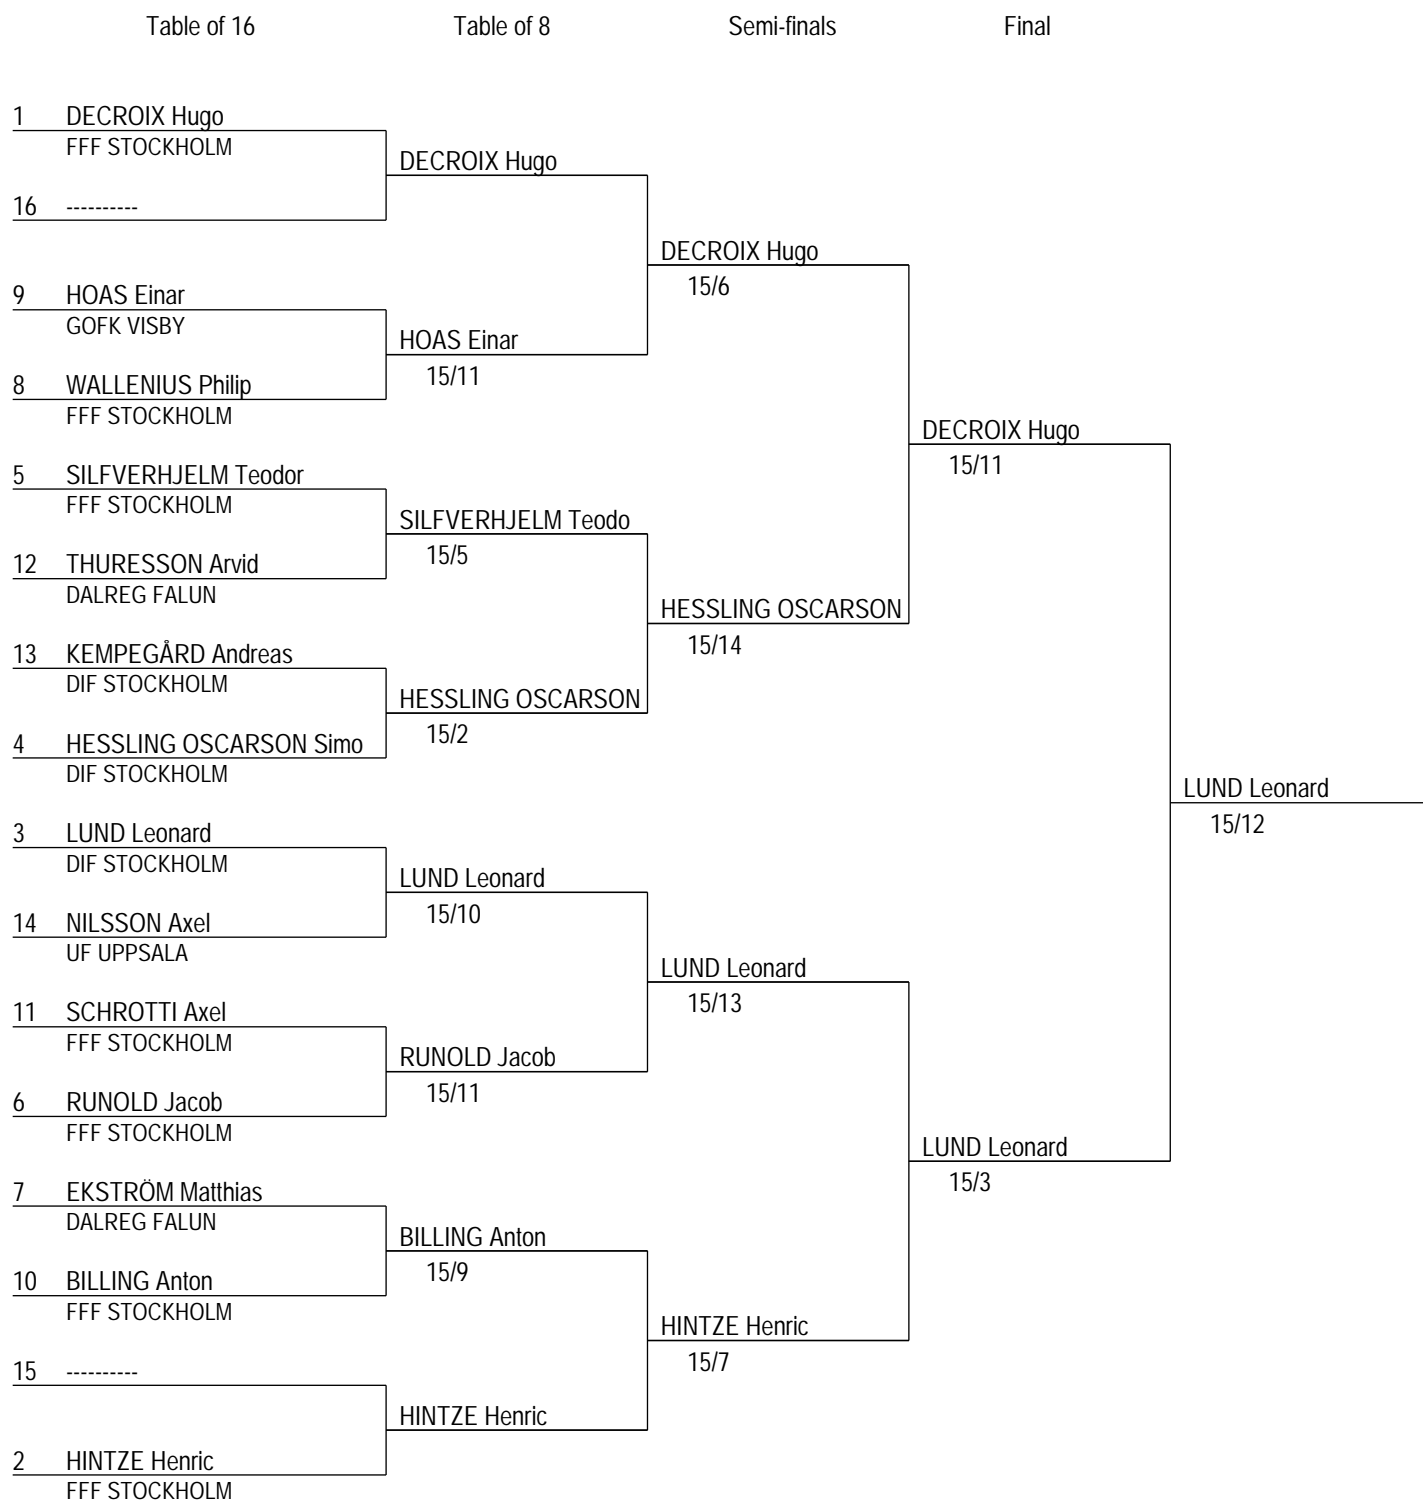 Table of 16 Table of 8 Semi-finals Final
1 DECROIX Hugo
FFF STOCKHOLM
DECROIX Hugo
16 ----------
DECROIX Hugo
15/6
9 HOAS Einar
GOFK VISBY
HOAS Einar
15/11
8 WALLENIUS Philip
FFF STOCKHOLM
DECROIX Hugo
15/11
5 SILFVERHJELM Teodor
FFF STOCKHOLM
SILFVERHJELM Teodo
15/5
12 THURESSON Arvid
DALREG FALUN
HESSLING OSCARSON
15/14
13 KEMPEGÅRD Andreas
DIF STOCKHOLM
HESSLING OSCARSON
15/2
4 HESSLING OSCARSON Simo
DIF STOCKHOLM
LUND Leonard
15/12
3 LUND Leonard
DIF STOCKHOLM
LUND Leonard
15/10
14 NILSSON Axel
UF UPPSALA
LUND Leonard
15/13
11 SCHROTTI Axel
FFF STOCKHOLM
RUNOLD Jacob
15/11
6 RUNOLD Jacob
FFF STOCKHOLM
LUND Leonard
15/3
7 EKSTRÖM Matthias
DALREG FALUN
BILLING Anton
15/9
10 BILLING Anton
FFF STOCKHOLM
HINTZE Henric
15/7
15 ----------
HINTZE Henric
2 HINTZE Henric
FFF STOCKHOLM